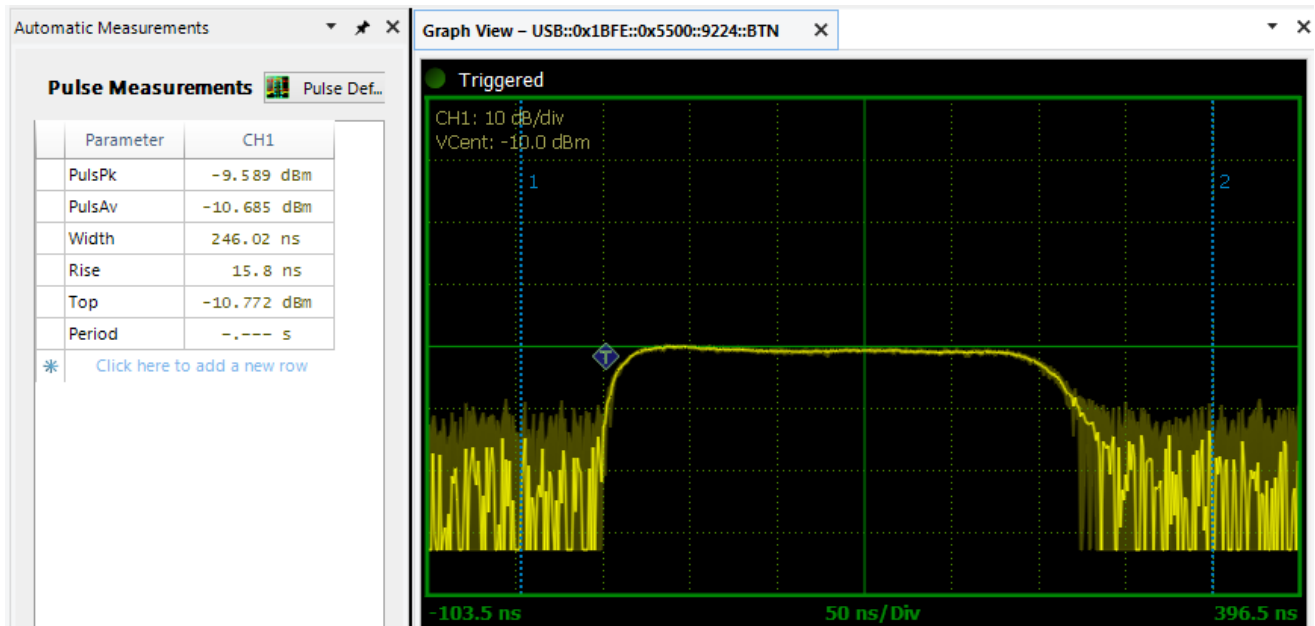 Automatic Measurements
Pulse Measurements Pulse Def...
Parameter CH1
PulsPk -9.589 dBm
PulsAv -10.685 dBm
Width 246.02 ns
Rise 15.8 ns
Top -10.772 dBm
Period -.--- s
Click here to add a new row
Graph View – USB::0x1BFE::0x5500::9224::BTN
Triggered
CH1: 10 dB/div
VCent: -10.0 dBm
1
2
T
-103.5 ns 50 ns/Div 396.5 ns